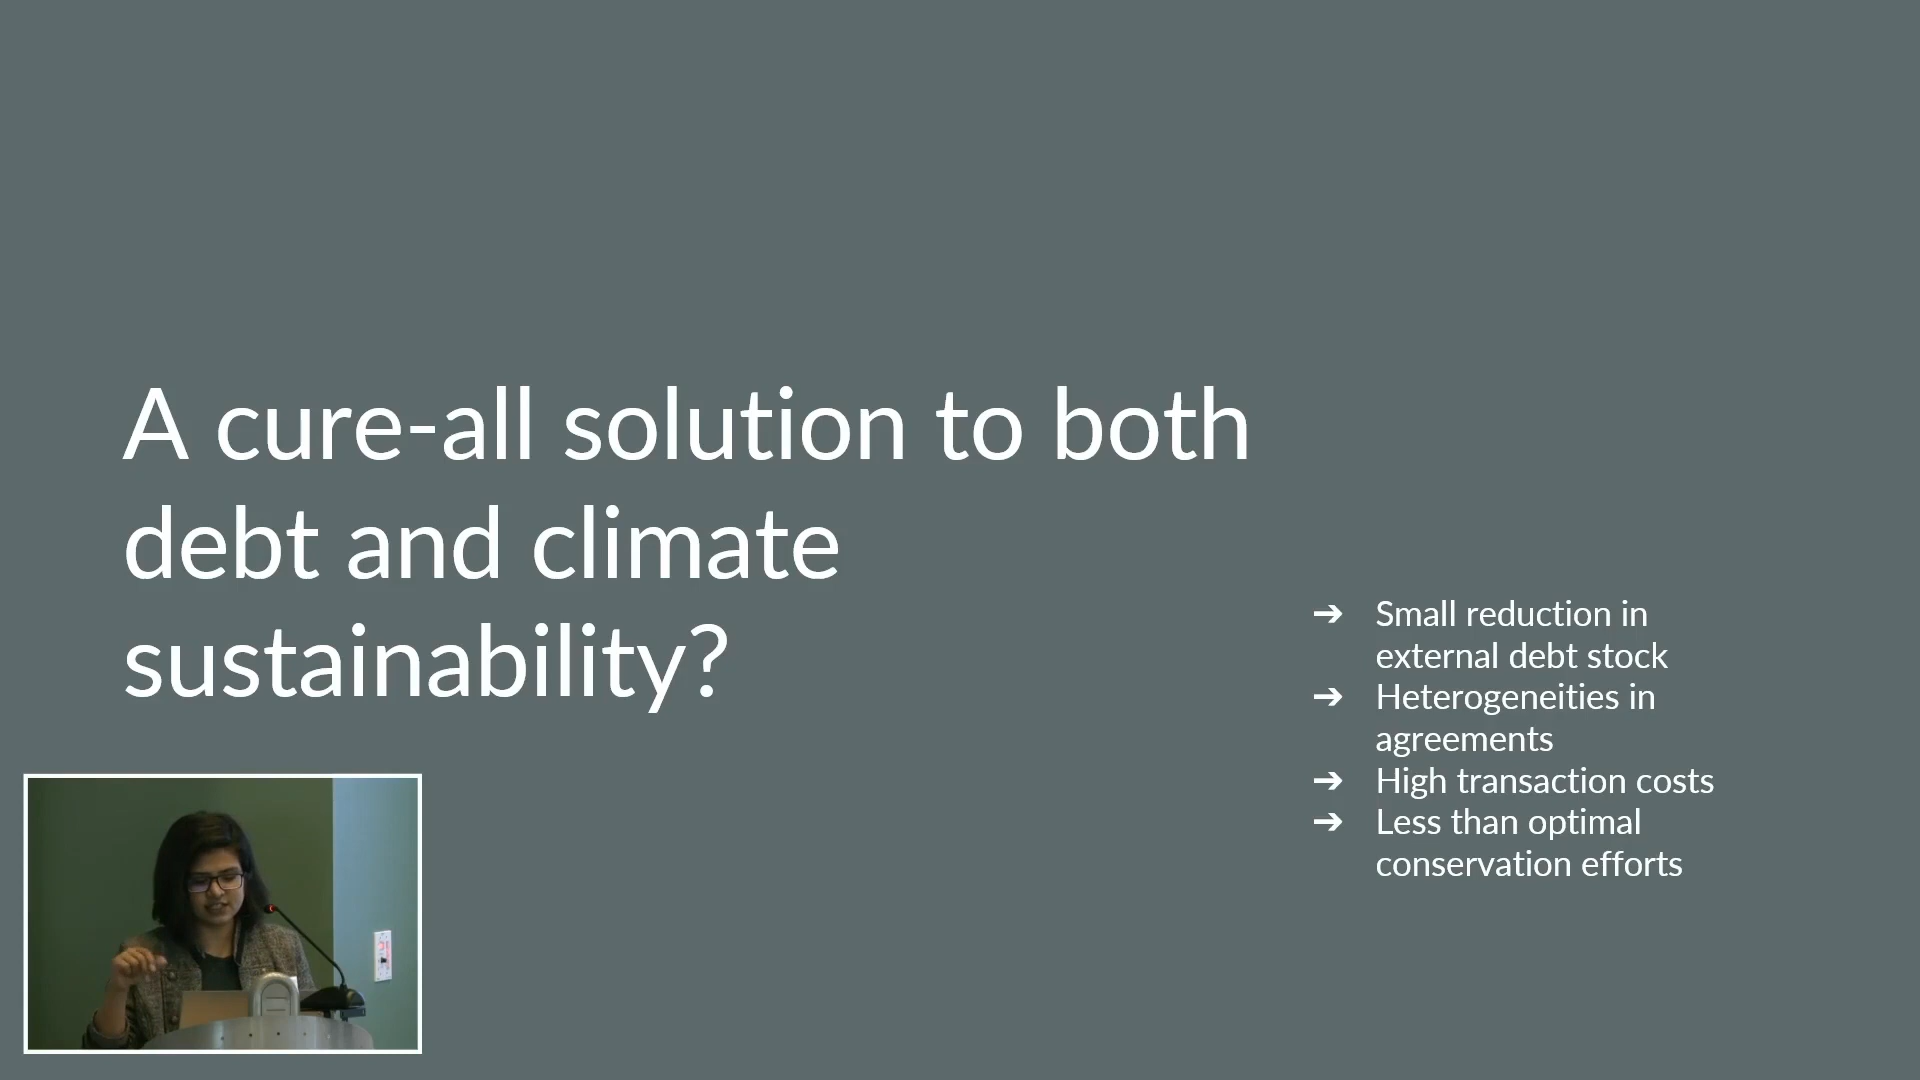 A cure-all solution to both
debt and climate
sustainability?
➔ Small reduction in
external debt stock
➔ Heterogeneities in
agreements
➔ High transaction costs
➔ Less than optimal
conservation efforts